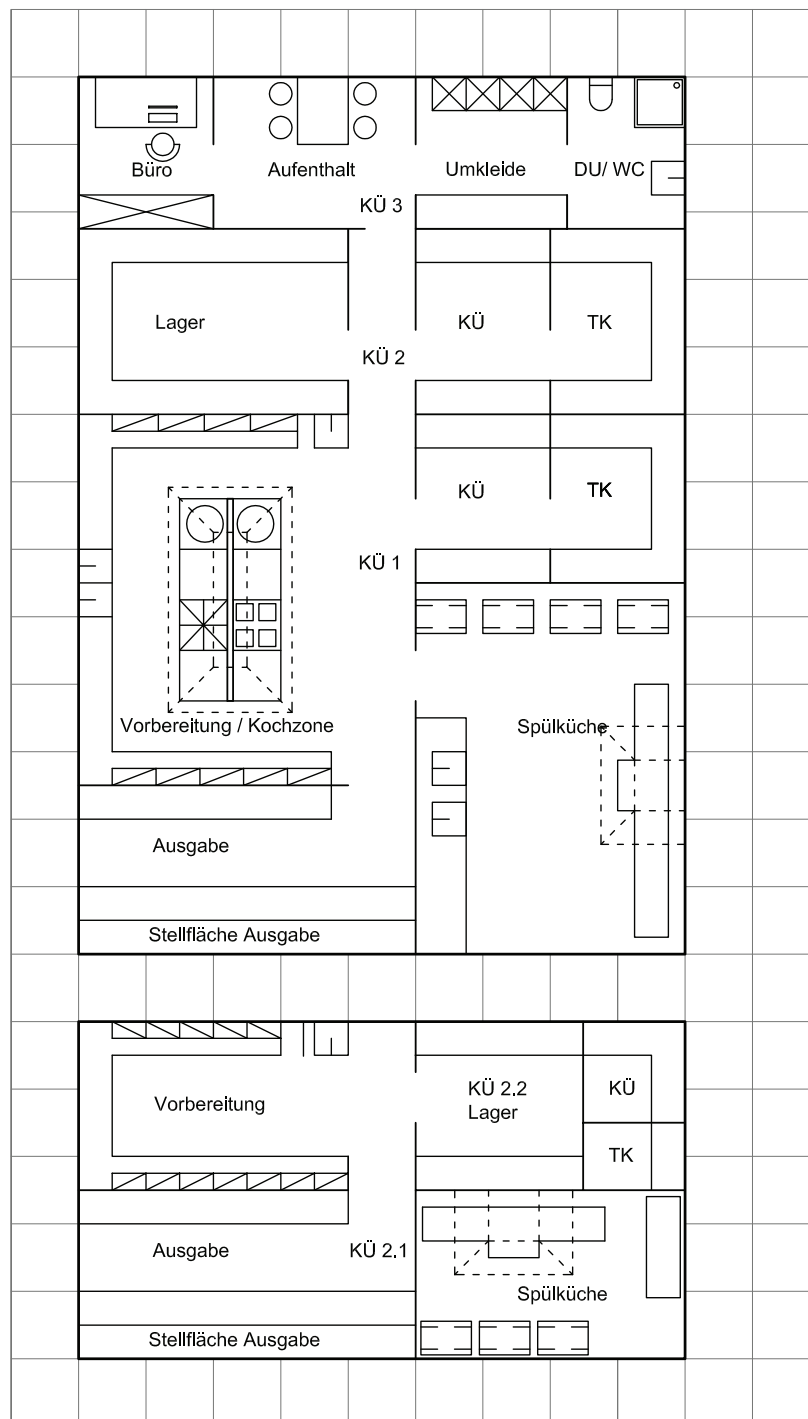 Büro
Aufenthalt
Umkleide
DU/ WC
KÜ 3
Lager
KÜ
TK
KÜ 2
KÜ
TK
KÜ 1
Vorbereitung / Kochzone
Spülküche
Ausgabe
Stellfläche Ausgabe
Vorbereitung
KÜ 2.2
Lager
KÜ
TK
Ausgabe
KÜ 2.1
Spülküche
Stellfläche Ausgabe